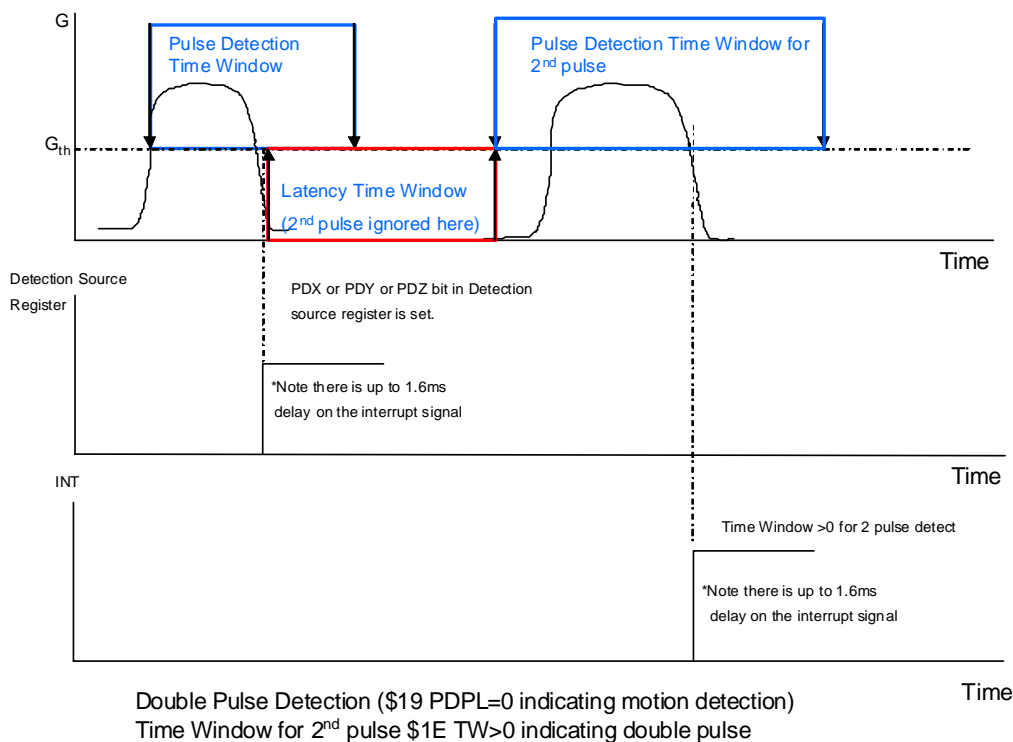 G
Pulse Detection
Time Window
Pulse Detection Time Window for
2nd pulse
Gth
Latency Time Window
(2nd pulse ignored here)
Time
Detection Source
Register
PDX or PDY or PDZ bit in Detection
source register is set.
*Note there is up to 1.6ms
delay on the interrupt signal
Time
INT
Time Window >0 for 2 pulse detect
*Note there is up to 1.6ms
delay on the interrupt signal
Time
Double Pulse Detection ($19 PDPL=0 indicating motion detection)
Time Window for 2nd pulse $1E TW>0 indicating double pulse